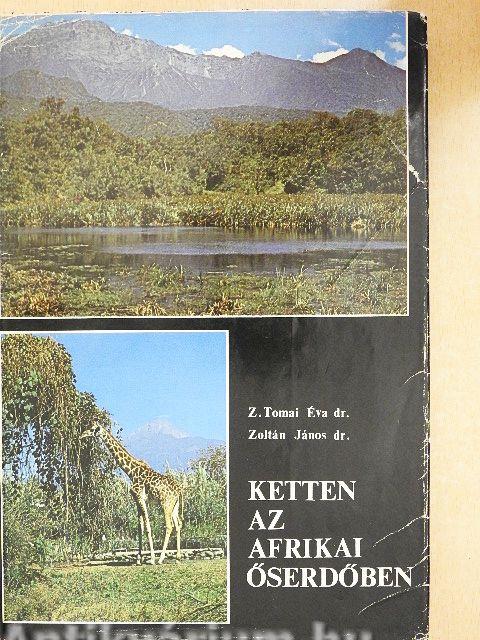 Z. Tomai Éva dr.
Zoltán János dr.
KETTEN
AZ
AFRIKAI
ŐSERDŐBEN